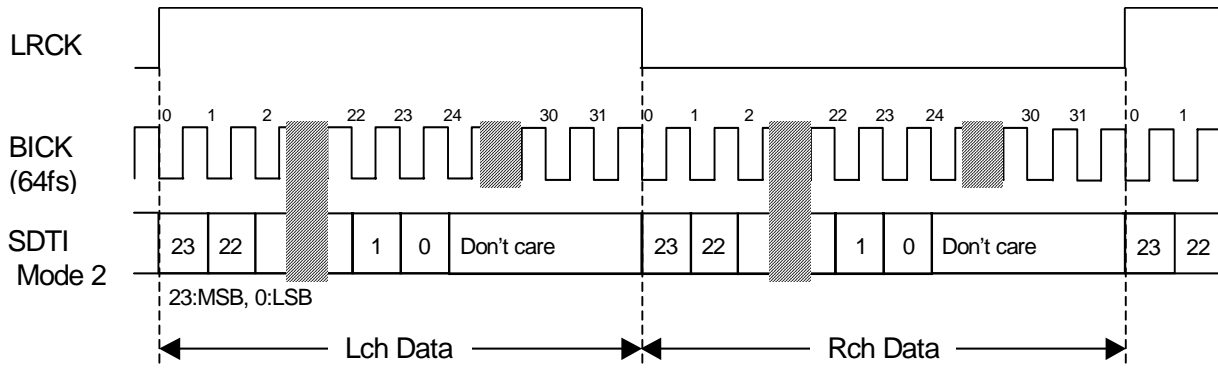 LRCK
0 1 2 22 23 24 30 31 0 1 2 22 23 24 30 31 0 1
BICK
(64fs)
SDTI
Mode 2
23 22 1 0 Don't care 23 22 1 0 Don't care 23 22
23:MSB, 0:LSB
Lch Data Rch Data